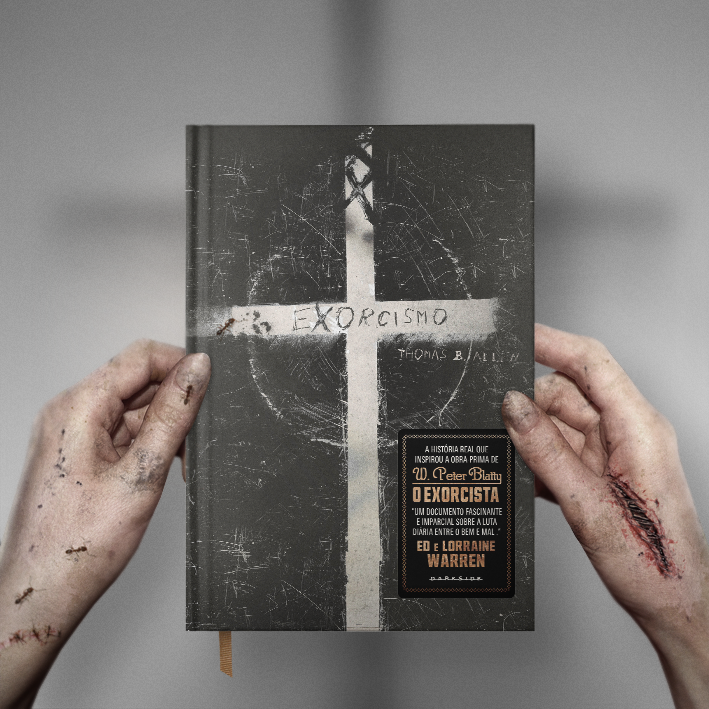 EXORCISMO
THOMAS B. ALLEN
A HISTÓRIA REAL QUE
INSPIROU A OBRA PRIMA DE
W. Peter Blatty
O EXORCISTA
"UM DOCUMENTO FASCINANTE
E IMPARCIAL SOBRE A LUTA
DIÁRIA ENTRE O BEM E MAL."
ED E LORRAINE
WARREN
DARKSIDE